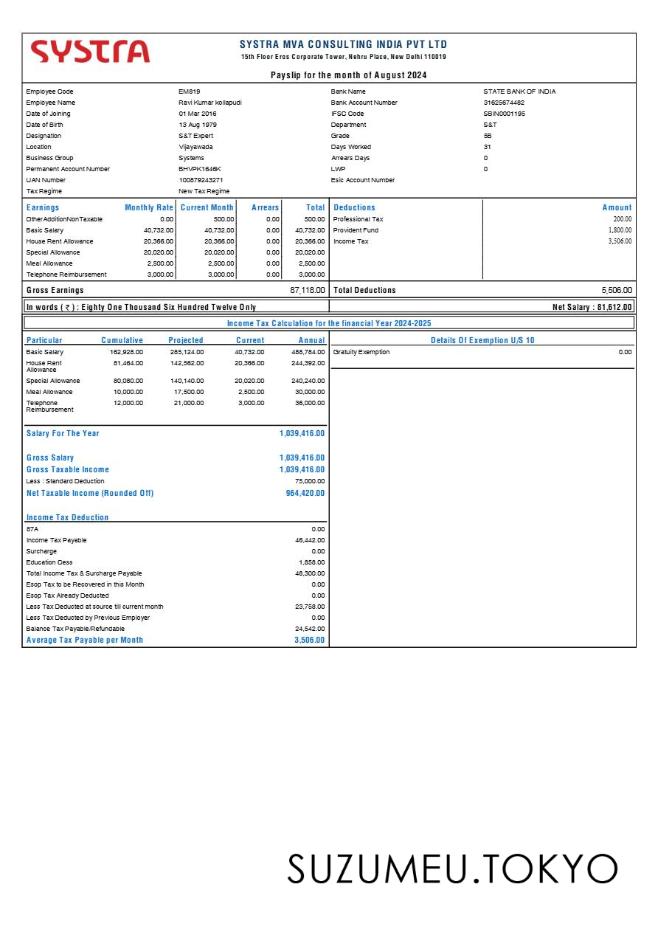 SYSTRA
SYSTRA MVA CONSULTING INDIA PVT LTD
15th Floor Eros Corporate Tower, Nehru Place, New Delhi 110019
Payslip for the month of August 2024
Employee Code EM819 Bank Name STATE BANK OF INDIA
Employee Name Ravi Kumar kollapudi Bank Account Number 31625674482
Date of Joining 01 Mar 2016 IFSC Code SBIN0001195
Date of Birth 13 Aug 1979 Department S&T
Designation S&T Expert Grade
Location Vijayawada Days Worked 31
Business Group Systems Arrears Days 0
Permanent Account Number BHVPK1646K LWP 0
UAN Number 100879243271 Esic Account Number
Tax Regime New Tax Regime
Earnings Monthly Rate Current Month Arrears Total Deductions Amount
OtherAdditionNonTaxable 0.00 500.00 0.00 500.00 Professional Tax 200.00
Basic Salary 40,732.00 40,732.00 0.00 40,732.00 Provident Fund 1,800.00
House Rent Allowance 20,366.00 20,366.00 0.00 20,366.00 Income Tax 3,506.00
Special Allowance 20,020.00 20,020.00 0.00 20,020.00
Meal Allowance 2,500.00 2,500.00 0.00 2,500.00
Telephone Reimbursement 3,000.00 3,000.00 0.00 3,000.00
Gross Earnings 87,118.00 Total Deductions 5,506.00
In words ( ₹ ) : Eighty One Thousand Six Hundred Twelve Only Net Salary : 81,612.00
Income Tax Calculation for the financial Year 2024-2025
Particular Cumulative Projected Current Annual Details Of Exemption U/S 10
Basic Salary 162,928.00 285,124.00 40,732.00 488,784.00 Gratuity Exemption 0.00
House Rent Allowance 81,464.00 142,562.00 20,366.00 244,392.00
Special Allowance 80,080.00 140,140.00 20,020.00 240,240.00
Meal Allowance 10,000.00 17,500.00 2,500.00 30,000.00
Telephone Reimbursement 12,000.00 21,000.00 3,000.00 36,000.00
Salary For The Year 1,039,416.00
Gross Salary 1,039,416.00
Gross Taxable Income 1,039,416.00
Less : Standard Deduction 75,000.00
Net Taxable Income (Rounded Off) 964,420.00
Income Tax Deduction
87A 0.00
Income Tax Payable 46,442.00
Surcharge 0.00
Education Cess 1,858.00
Total Income Tax & Surcharge Payable 48,300.00
Esop Tax to be Recovered in this Month 0.00
Esop Tax Already Deducted 0.00
Less Tax Deducted at source till current month 23,758.00
Less Tax Deducted by Previous Employer 0.00
Balance Tax Payable/Refundable 24,542.00
Average Tax Payable per Month 3,506.00
SUZUMEU.TOKYO